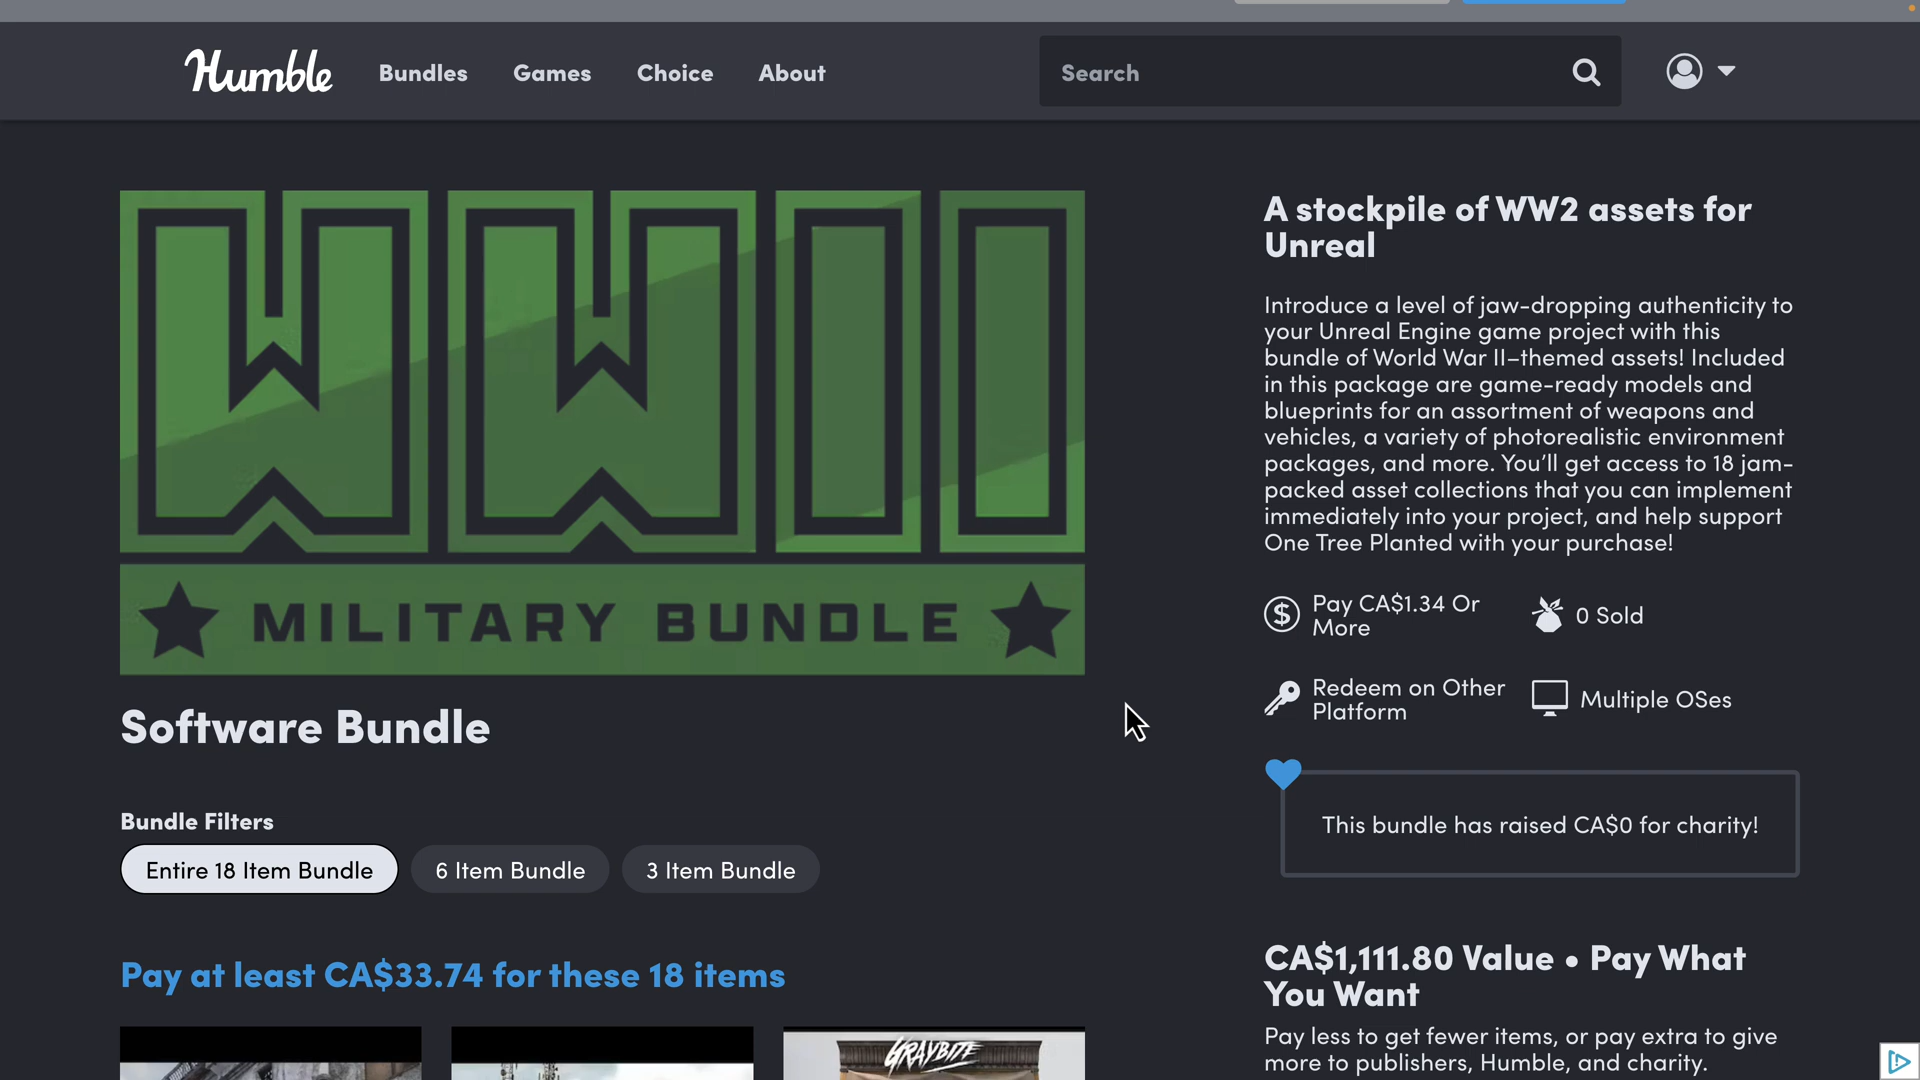 Humble
Bundles
Games
Choice
About
Search
WWII
MILITARY BUNDLE
Software Bundle
Bundle Filters
Entire 18 Item Bundle
6 Item Bundle
3 Item Bundle
Pay at least CA$33.74 for these 18 items
GRAYBITE
A stockpile of WW2 assets for
Unreal
Introduce a level of jaw-dropping authenticity to
your Unreal Engine game project with this
bundle of World War II–themed assets! Included
in this package are game-ready models and
blueprints for an assortment of weapons and
vehicles, a variety of photorealistic environment
packages, and more. You’ll get access to 18 jam-
packed asset collections that you can implement
immediately into your project, and help support
One Tree Planted with your purchase!
Pay CA$1.34 Or
More
0 Sold
Redeem on Other
Platform
Multiple OSes
This bundle has raised CA$0 for charity!
CA$1,111.80 Value • Pay What
You Want
Pay less to get fewer items, or pay extra to give
more to publishers, Humble, and charity.